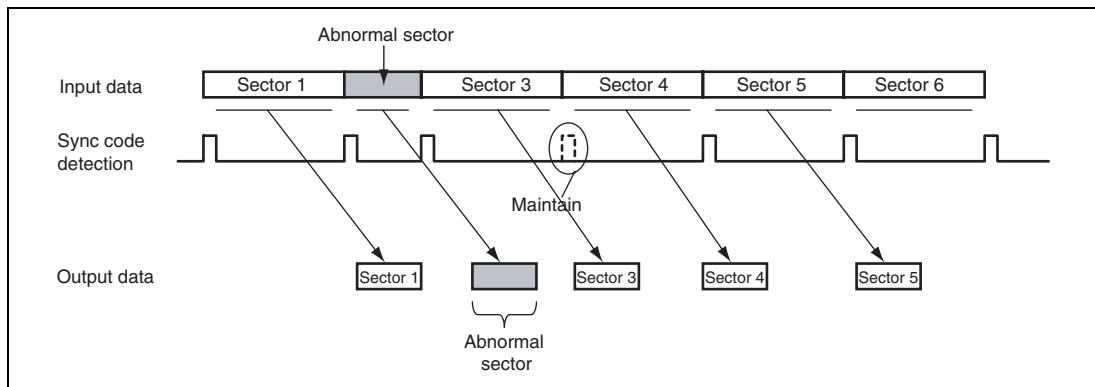 Abnormal sector
Input data
Sector 1
Sector 3
Sector 4
Sector 5
Sector 6
Sync code
detection
Maintain
Output data
Sector 1
Sector 3
Sector 4
Sector 5
Abnormal
sector